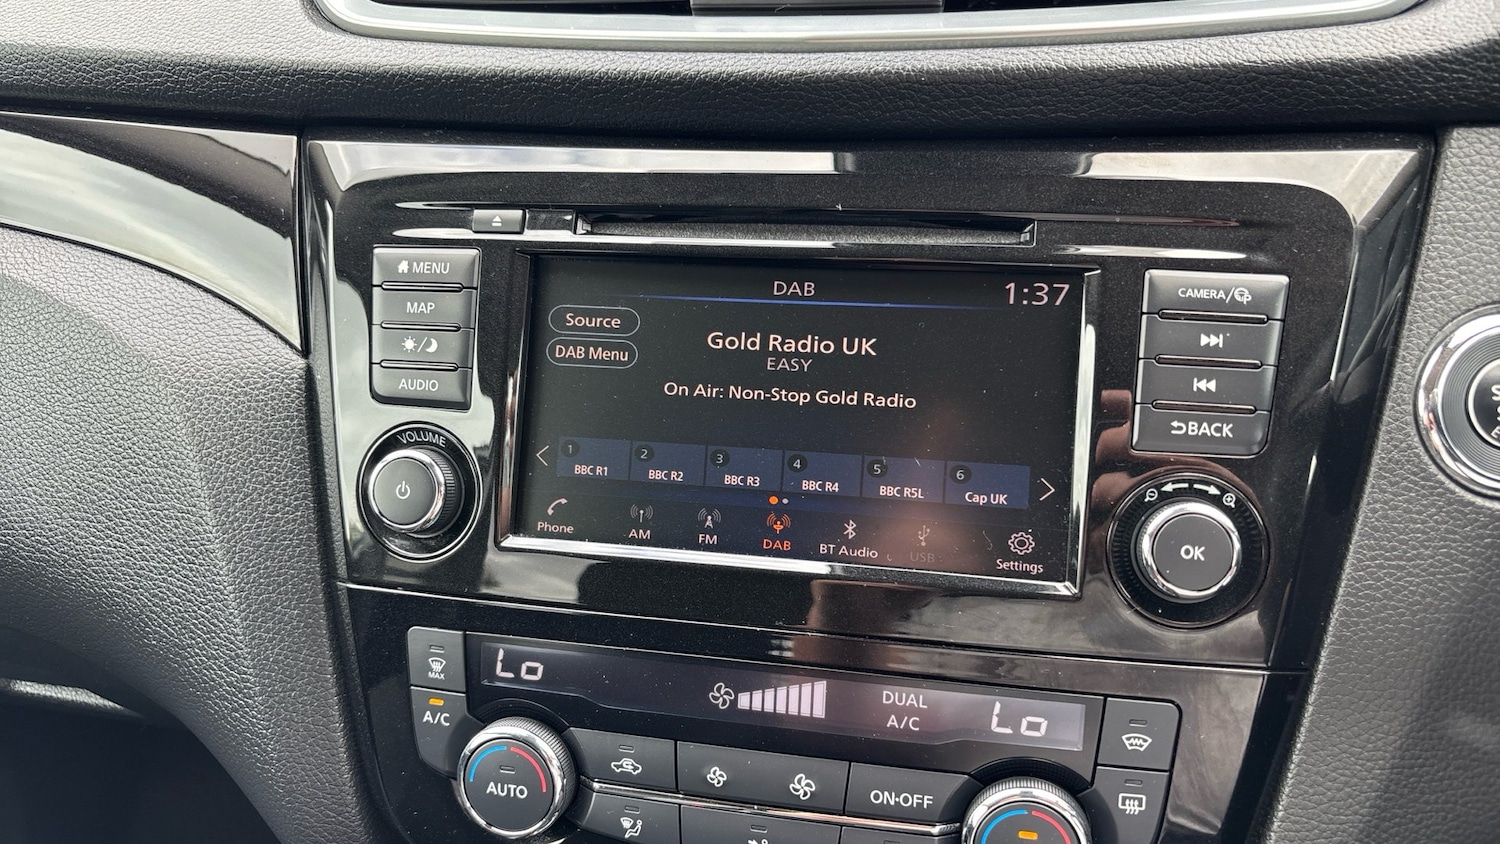 MENU
MAP
AUDIO
VOLUME
DAB
1:37
Source
DAB Menu
Gold Radio UK
EASY
On Air: Non-Stop Gold Radio
1 BBC R1
2 BBC R2
3 BBC R3
4 BBC R4
5 BBC R5L
6 Cap UK
Phone
AM
FM
DAB
BT Audio
USB
Settings
CAMERA/
BACK
OK
MAX
A/C
Lo
DUAL
A/C
Lo
AUTO
ON•OFF